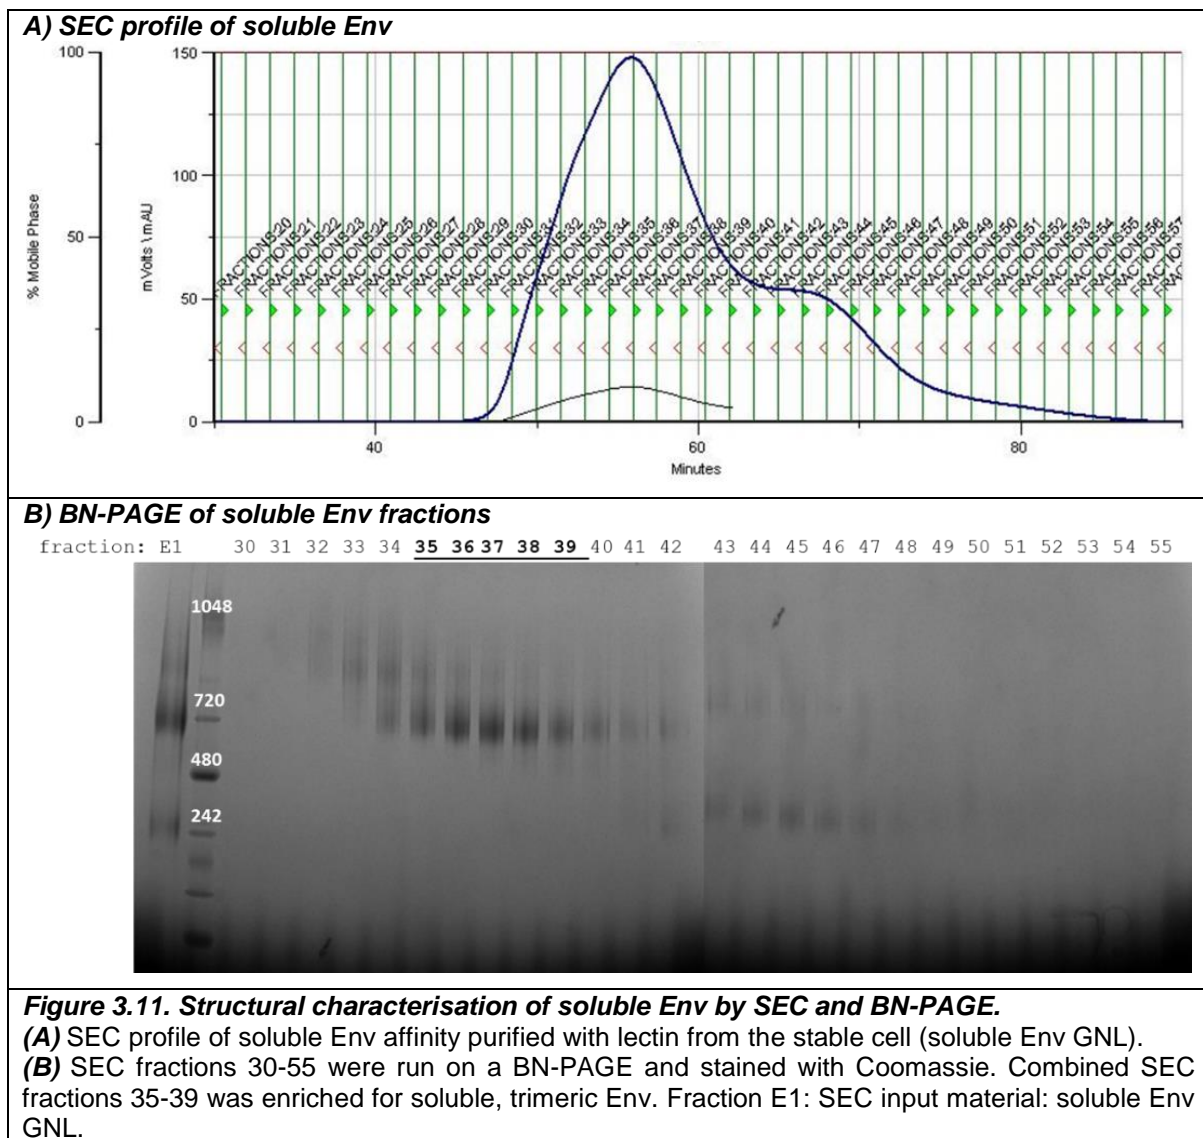 A) SEC profile of soluble Env
100
150
100
50
50
0
0
% Mobile Phase
mVolts \ mAU
FRACTIONS:20
FRACTIONS:21
FRACTIONS:22
FRACTIONS:23
FRACTIONS:24
FRACTIONS:25
FRACTIONS:26
FRACTIONS:27
FRACTIONS:28
FRACTIONS:29
FRACTIONS:30
FRACTIONS:31
FRACTIONS:32
FRACTIONS:33
FRACTIONS:34
FRACTIONS:35
FRACTIONS:36
FRACTIONS:37
FRACTIONS:38
FRACTIONS:39
FRACTIONS:40
FRACTIONS:41
FRACTIONS:42
FRACTIONS:43
FRACTIONS:44
FRACTIONS:45
FRACTIONS:46
FRACTIONS:47
FRACTIONS:48
FRACTIONS:49
FRACTIONS:50
FRACTIONS:51
FRACTIONS:52
FRACTIONS:53
FRACTIONS:54
FRACTIONS:55
FRACTIONS:56
FRACTIONS:57
40 60 80
Minutes
B) BN-PAGE of soluble Env fractions
fraction: E1 30 31 32 33 34 35 36 37 38 39 40 41 42 43 44 45 46 47 48 49 50 51 52 53 54 55
1048
720
480
242
Figure 3.11. Structural characterisation of soluble Env by SEC and BN-PAGE.
(A) SEC profile of soluble Env affinity purified with lectin from the stable cell (soluble Env GNL).
(B) SEC fractions 30-55 were run on a BN-PAGE and stained with Coomassie. Combined SEC
fractions 35-39 was enriched for soluble, trimeric Env. Fraction E1: SEC input material: soluble Env
GNL.